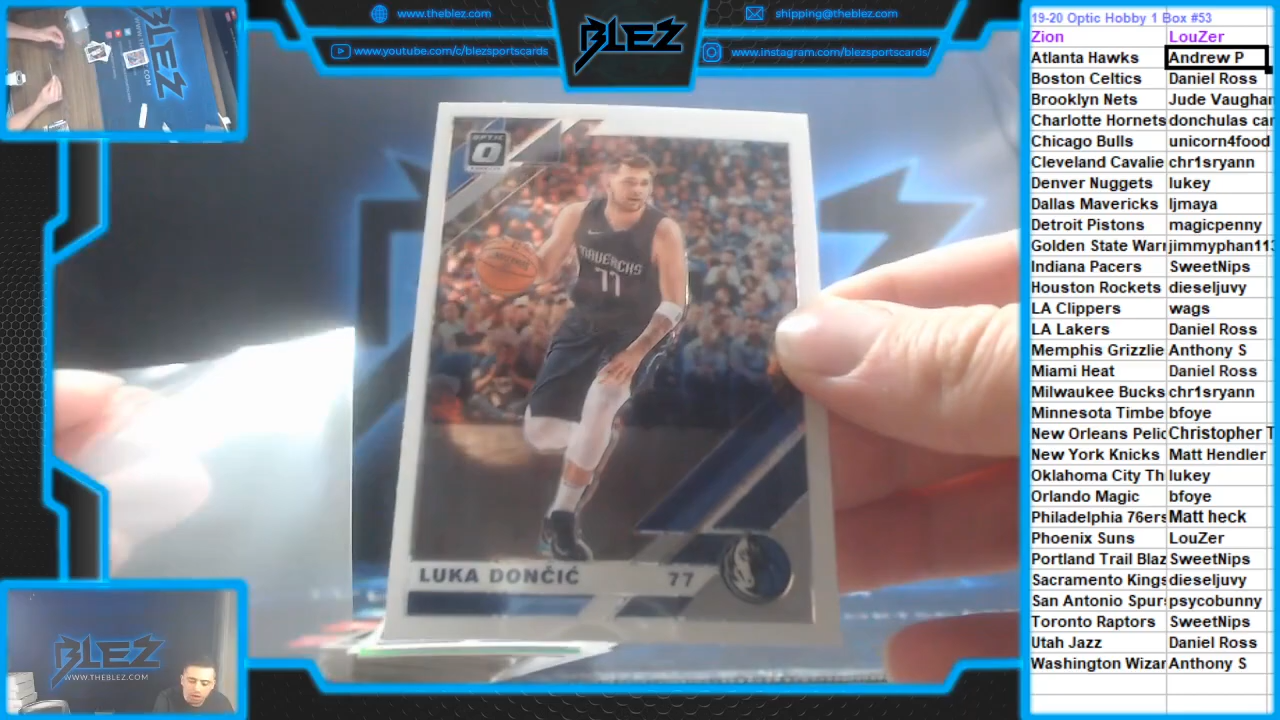 www.theblez.com
shipping@theblez.com
www.youtube.com/c/blezsportscards
www.instagram.com/blezsportscards/
BLEZ
OPTIC
MAVERICKS
77
LUKA DONČIĆ 77
BLEZ
WWW.THEBLEZ.COM
19-20 Optic Hobby 1 Box #53
Zion LouZer
Atlanta Hawks Andrew P
Boston Celtics Daniel Ross
Brooklyn Nets Jude Vaughan
Charlotte Hornets donchulas car
Chicago Bulls unicorn4food
Cleveland Cavalie chr1sryann
Denver Nuggets lukey
Dallas Mavericks ljmaya
Detroit Pistons magicpenny
Golden State Warr jimmyphan113
Indiana Pacers SweetNips
Houston Rockets dieseljuvy
LA Clippers wags
LA Lakers Daniel Ross
Memphis Grizzlie Anthony S
Miami Heat Daniel Ross
Milwaukee Bucks chr1sryann
Minnesota Timbe bfoye
New Orleans Pelic Christopher T
New York Knicks Matt Hendler
Oklahoma City Th lukey
Orlando Magic bfoye
Philadelphia 76ers Matt heck
Phoenix Suns LouZer
Portland Trail Blaz SweetNips
Sacramento Kings dieseljuvy
San Antonio Spurs psycobunny
Toronto Raptors SweetNips
Utah Jazz Daniel Ross
Washington Wizar Anthony S